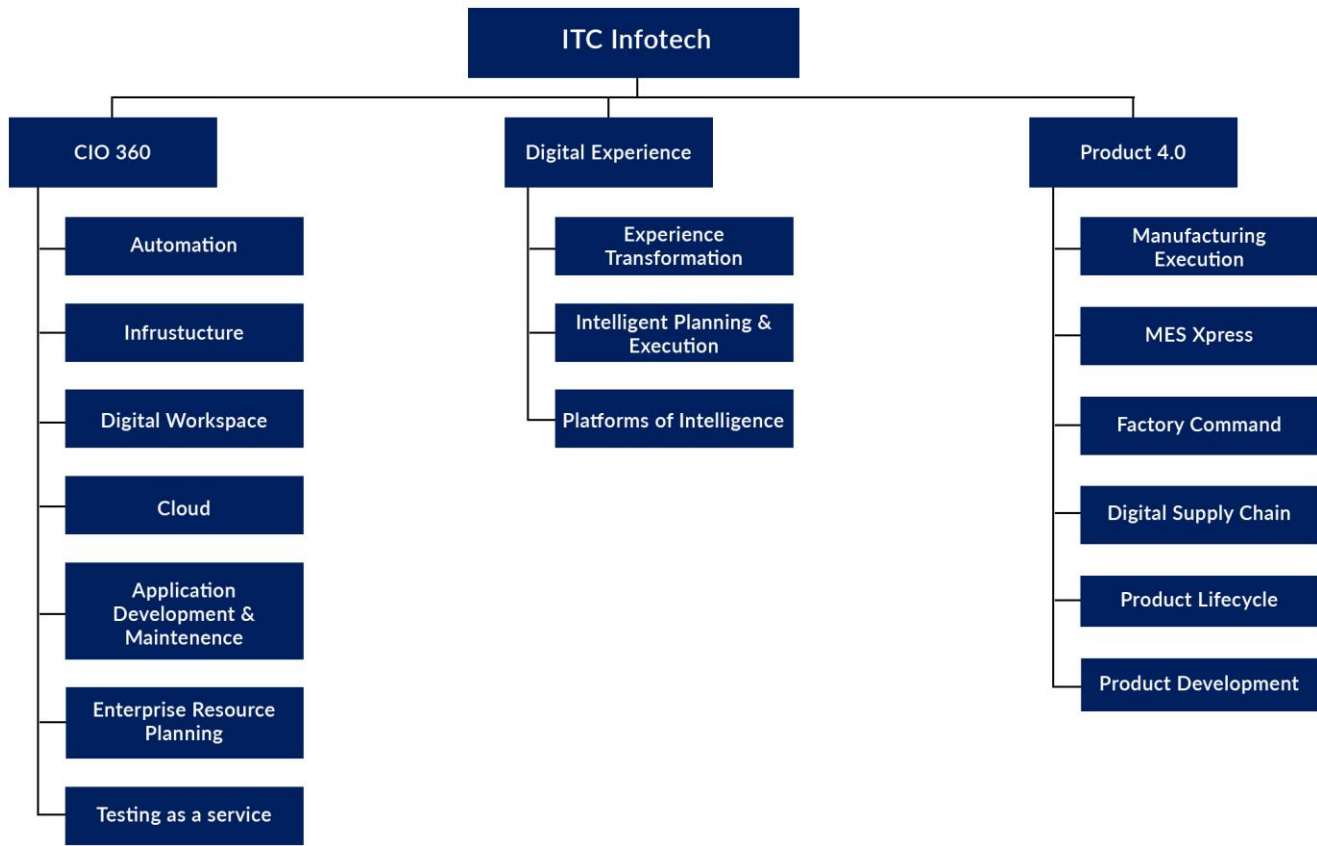 ITC Infotech
CIO 360
Automation
Infrustucture
Digital Workspace
Cloud
Application
Development &
Maintenence
Enterprise Resource
Planning
Testing as a service
Digital Experience
Experience
Transformation
Intelligent Planning &
Execution
Platforms of Intelligence
Product 4.0
Manufacturing
Execution
MES Xpress
Factory Command
Digital Supply Chain
Product Lifecycle
Product Development